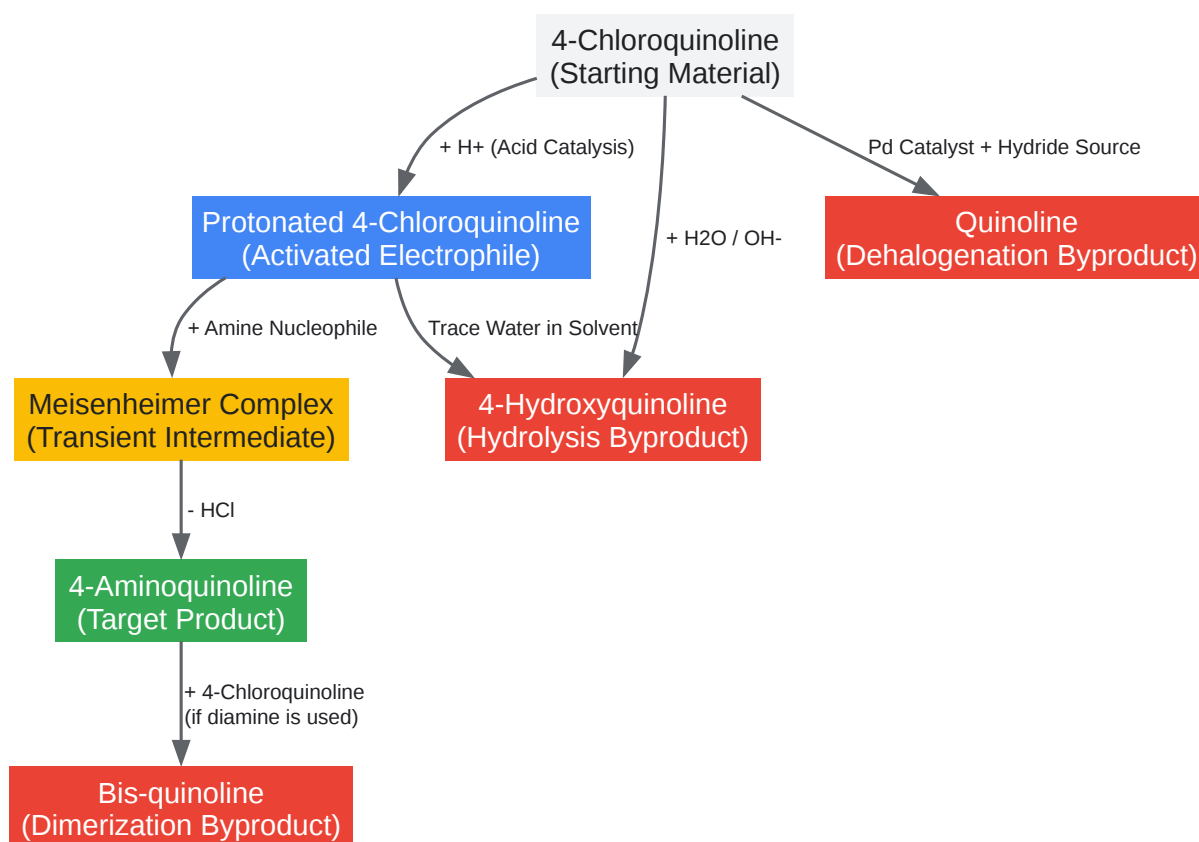 4-Chloroquinoline
(Starting Material)
+ H+ (Acid Catalysis)
Pd Catalyst + Hydride Source
Protonated 4-Chloroquinoline
(Activated Electrophile)
+ H2O / OH-
Quinoline
(Dehalogenation Byproduct)
+ Amine Nucleophile
Trace Water in Solvent
Meisenheimer Complex
(Transient Intermediate)
4-Hydroxyquinoline
(Hydrolysis Byproduct)
- HCl
4-Aminoquinoline
(Target Product)
+ 4-Chloroquinoline
(if diamine is used)
Bis-quinoline
(Dimerization Byproduct)